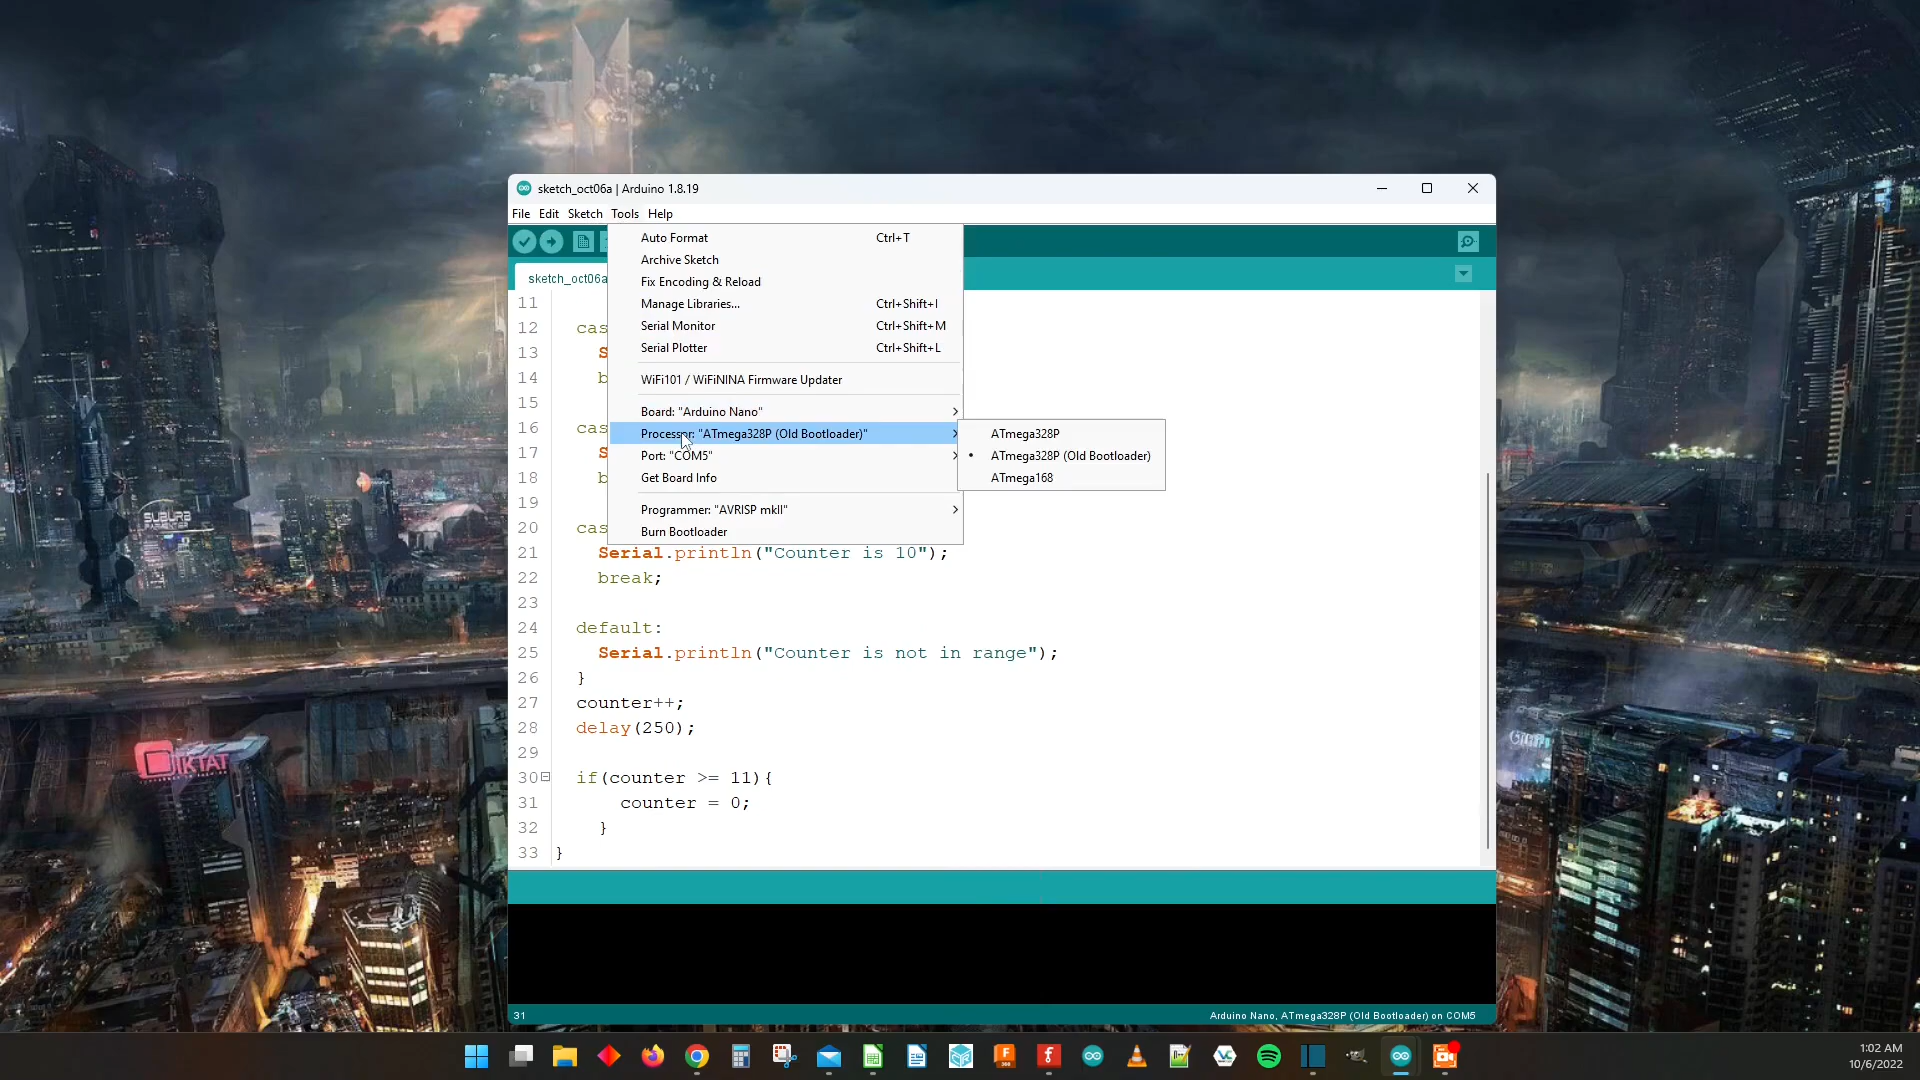 sketch_oct06a | Arduino 1.8.19
File Edit Sketch Tools Help
sketch_oct06a
Auto Format Ctrl+T
Archive Sketch
Fix Encoding & Reload
Manage Libraries... Ctrl+Shift+I
Serial Monitor Ctrl+Shift+M
Serial Plotter Ctrl+Shift+L
WiFi101 / WiFiNINA Firmware Updater
Board: "Arduino Nano"
Processor: "ATmega328P (Old Bootloader)"
Port: "COM5"
Get Board Info
Programmer: "AVRISP mkII"
Burn Bootloader
ATmega328P
ATmega328P (Old Bootloader)
ATmega168
11
12 cas
13 S
14 b
15
16 cas
17 S
18 b
19
20 cas
21 Serial.println("Counter is 10");
22 break;
23
24 default:
25 Serial.println("Counter is not in range");
26 }
27 counter++;
28 delay(250);
29
30 if(counter >= 11){
31 counter = 0;
32 }
33 }
31 Arduino Nano, ATmega328P (Old Bootloader) on COM5
SUBURA
DIKTAT
1:02 AM
10/6/2022